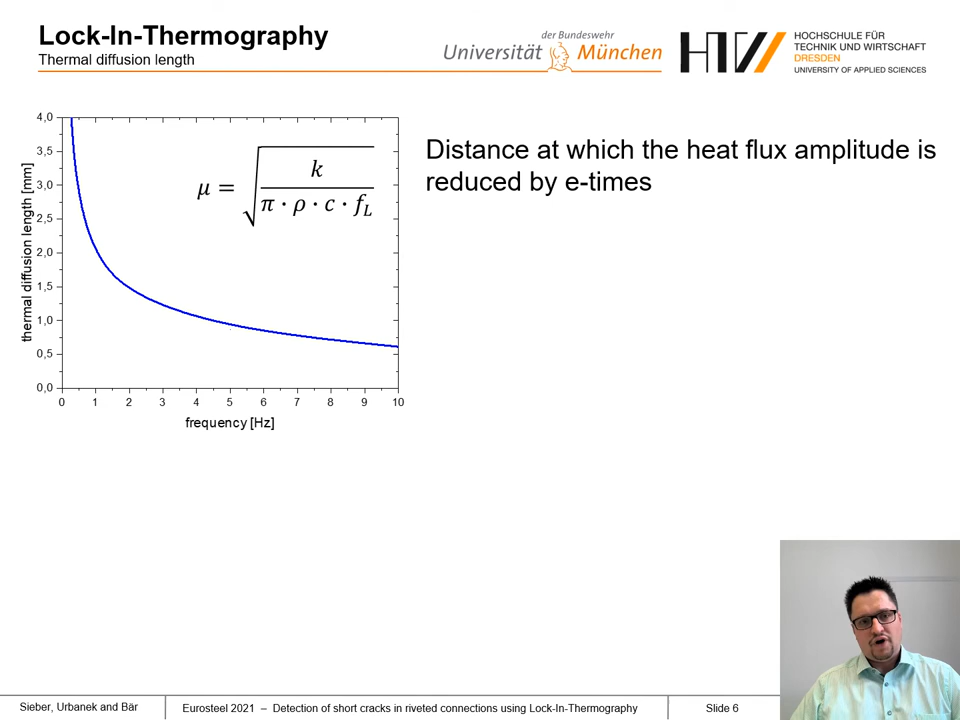 Lock-In-Thermography
Thermal diffusion length
der Bundeswehr
Universität München
HTW
HOCHSCHULE FÜR
TECHNIK UND WIRTSCHAFT
DRESDEN
UNIVERSITY OF APPLIED SCIENCES
thermal diffusion length [mm]
4,0
3,5
3,0
2,5
2,0
1,5
1,0
0,5
0,0
μ = √(k / (π · ρ · c · f_L))
0 1 2 3 4 5 6 7 8 9 10
frequency [Hz]
Distance at which the heat flux amplitude is
reduced by e-times
Sieber, Urbanek and Bär
Eurosteel 2021 – Detection of short cracks in riveted connections using Lock-In-Thermography
Slide 6